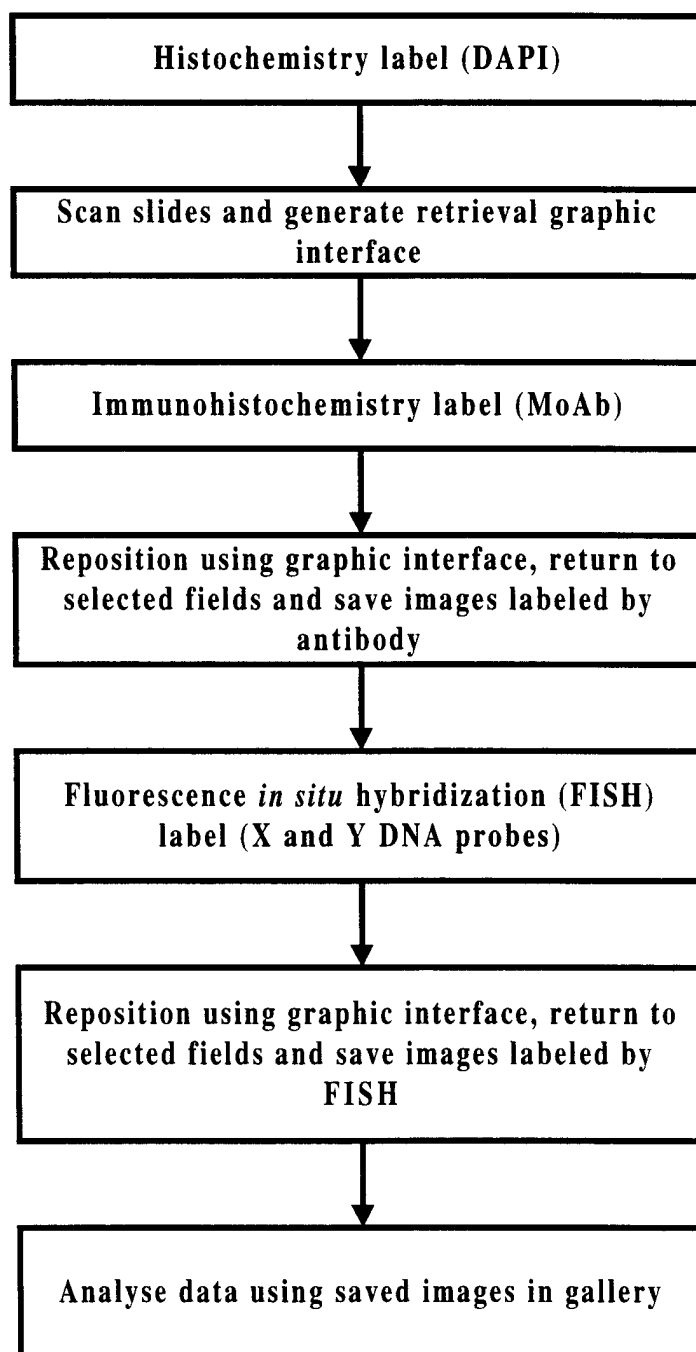 Histochemistry label (DAPI)
Scan slides and generate retrieval graphic
interface
Immunohistochemistry label (MoAb)
Reposition using graphic interface, return to
selected fields and save images labeled by
antibody
Fluorescence in situ hybridization (FISH)
label (X and Y DNA probes)
Reposition using graphic interface, return to
selected fields and save images labeled by
FISH
Analyse data using saved images in gallery